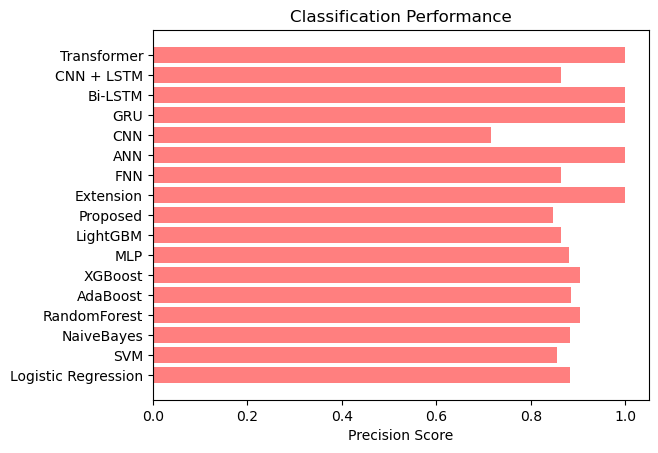 Classification Performance
Transformer
CNN + LSTM
Bi-LSTM
GRU
CNN
ANN
FNN
Extension
Proposed
LightGBM
MLP
XGBoost
AdaBoost
RandomForest
NaiveBayes
SVM
Logistic Regression
0.0 0.2 0.4 0.6 0.8 1.0
Precision Score